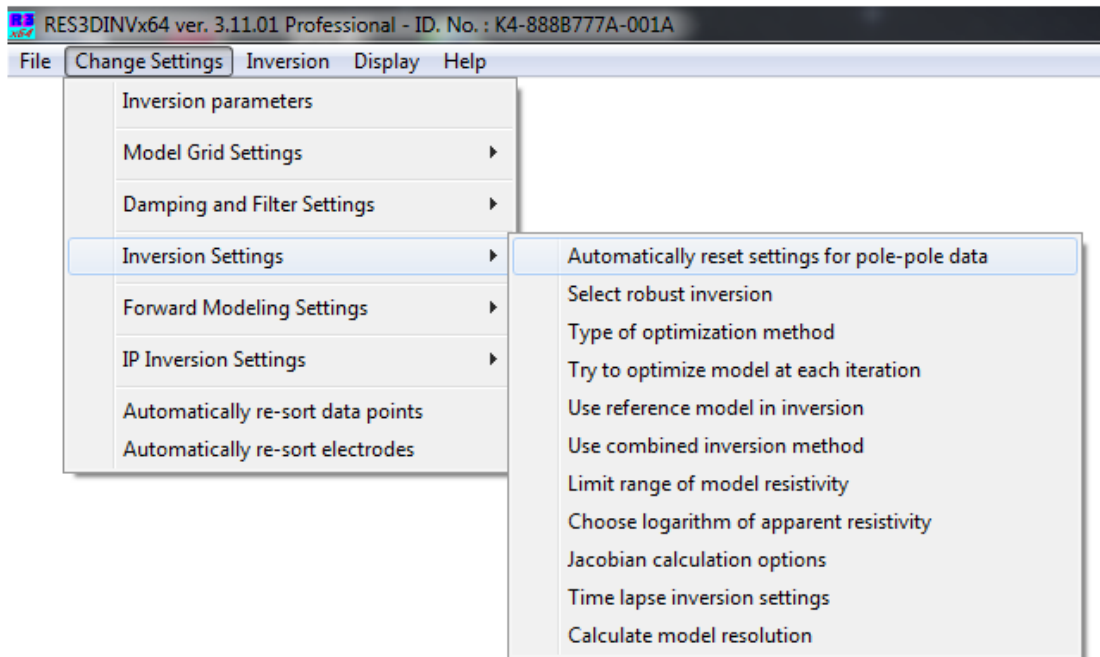 R3 x64 RES3DINVx64 ver. 3.11.01 Professional - ID. No. : K4-888B777A-001A
File Change Settings Inversion Display Help
Inversion parameters
Model Grid Settings
Damping and Filter Settings
Inversion Settings
Forward Modeling Settings
IP Inversion Settings
Automatically re-sort data points
Automatically re-sort electrodes
Automatically reset settings for pole-pole data
Select robust inversion
Type of optimization method
Try to optimize model at each iteration
Use reference model in inversion
Use combined inversion method
Limit range of model resistivity
Choose logarithm of apparent resistivity
Jacobian calculation options
Time lapse inversion settings
Calculate model resolution